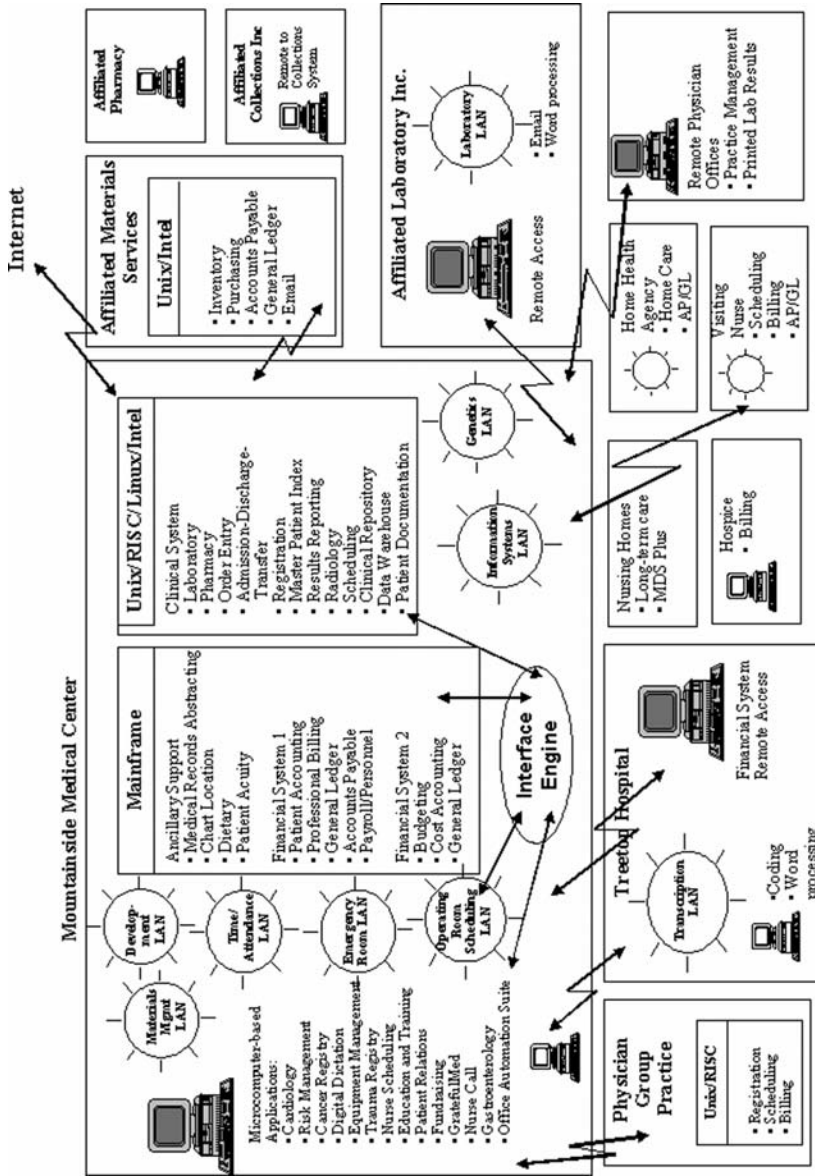 Mountainside Medical Center
Internet
Materials
Mgmt
LAN
Develop-
ment
LAN
Time/
Attendance
LAN
Emergency
Room LAN
Operating
Room
Scheduling
LAN
Microcomputer-based
Applications:
▪ Cardiology
▪ Risk Management
▪ Cancer Registry
▪ Digital Dictation
▪ Equipment Management
▪ Trauma Registry
▪ Nurse Scheduling
▪ Education and Training
▪ Patient Relations
▪ Fundraising
▪ GratefulMed
▪ Nurse Call
▪ Gastroenterology
▪ Office Automation Suite
Mainframe
Ancillary Support
▪ Medical Records Abstracting
▪ Chart Location
▪ Dietary
▪ Patient Acuity
Financial System 1
▪ Patient Accounting
▪ Professional Billing
▪ General Ledger
▪ Accounts Payable
▪ Payroll/Personnel
Financial System 2
▪ Budgeting
▪ Cost Accounting
▪ General Ledger
Interface
Engine
Unix/RISC/Linux/Intel
Clinical System
▪ Laboratory
▪ Pharmacy
▪ Order Entry
▪ Admission-Discharge-
Transfer
▪ Registration
▪ Master Patient Index
▪ Results Reporting
▪ Radiology
▪ Scheduling
▪ Clinical Repository
▪ Data Warehouse
▪ Patient Documentation
Information
Systems
LAN
Genetics
LAN
Affiliated Materials
Services
Unix/Intel
▪ Inventory
▪ Purchasing
▪ Accounts Payable
▪ General Ledger
▪ Email
Affiliated
Pharmacy
Affiliated
Collections Inc
Remote to
Collections
System
Affiliated Laboratory Inc.
Remote Access
Laboratory
LAN
▪ Email
▪ Word processing
Physician
Group
Practice
Unix/RISC
▪ Registration
▪ Scheduling
▪ Billing
Treetop Hospital
Transcription
LAN
▪ Coding
▪ Word
processing
Financial System
Remote Access
Nursing Homes
▪ Long-term care
▪ MDS Plus
Hospice
▪ Billing
Home Health
Agency
▪ Home Care
▪ AP/GL
Visiting
Nurse
▪ Scheduling
▪ Billing
▪ AP/GL
Remote Physician
Offices
▪ Practice Management
▪ Printed Lab Results